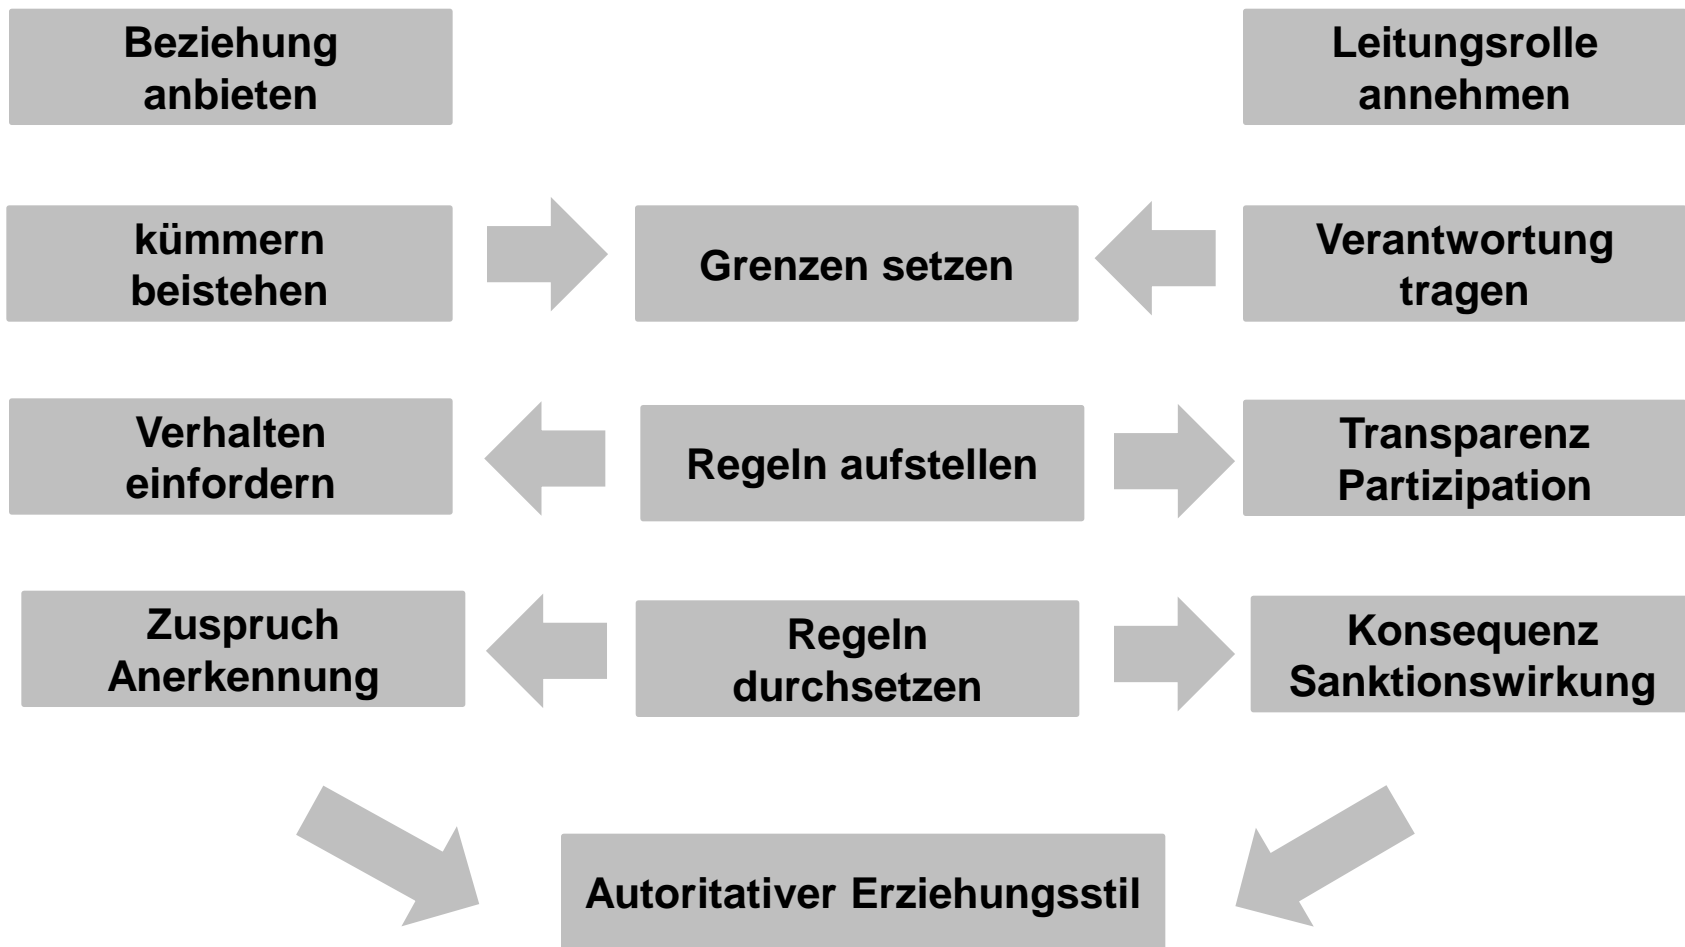 Beziehung
anbieten
Leitungsrolle
annehmen
kümmern
beistehen
Grenzen setzen
Verantwortung
tragen
Verhalten
einfordern
Regeln aufstellen
Transparenz
Partizipation
Zuspruch
Anerkennung
Regeln
durchsetzen
Konsequenz
Sanktionswirkung
Autoritativer Erziehungsstil